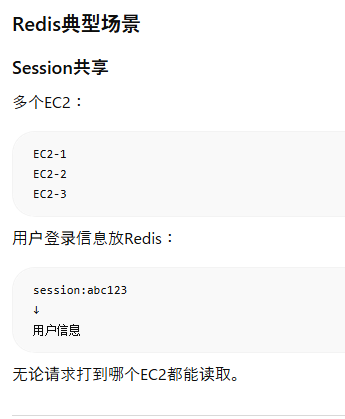 Redis典型场景
Session共享
多个EC2：
EC2-1
EC2-2
EC2-3
用户登录信息放Redis：
session:abc123
↓
用户信息
无论请求打到哪个EC2都能读取。